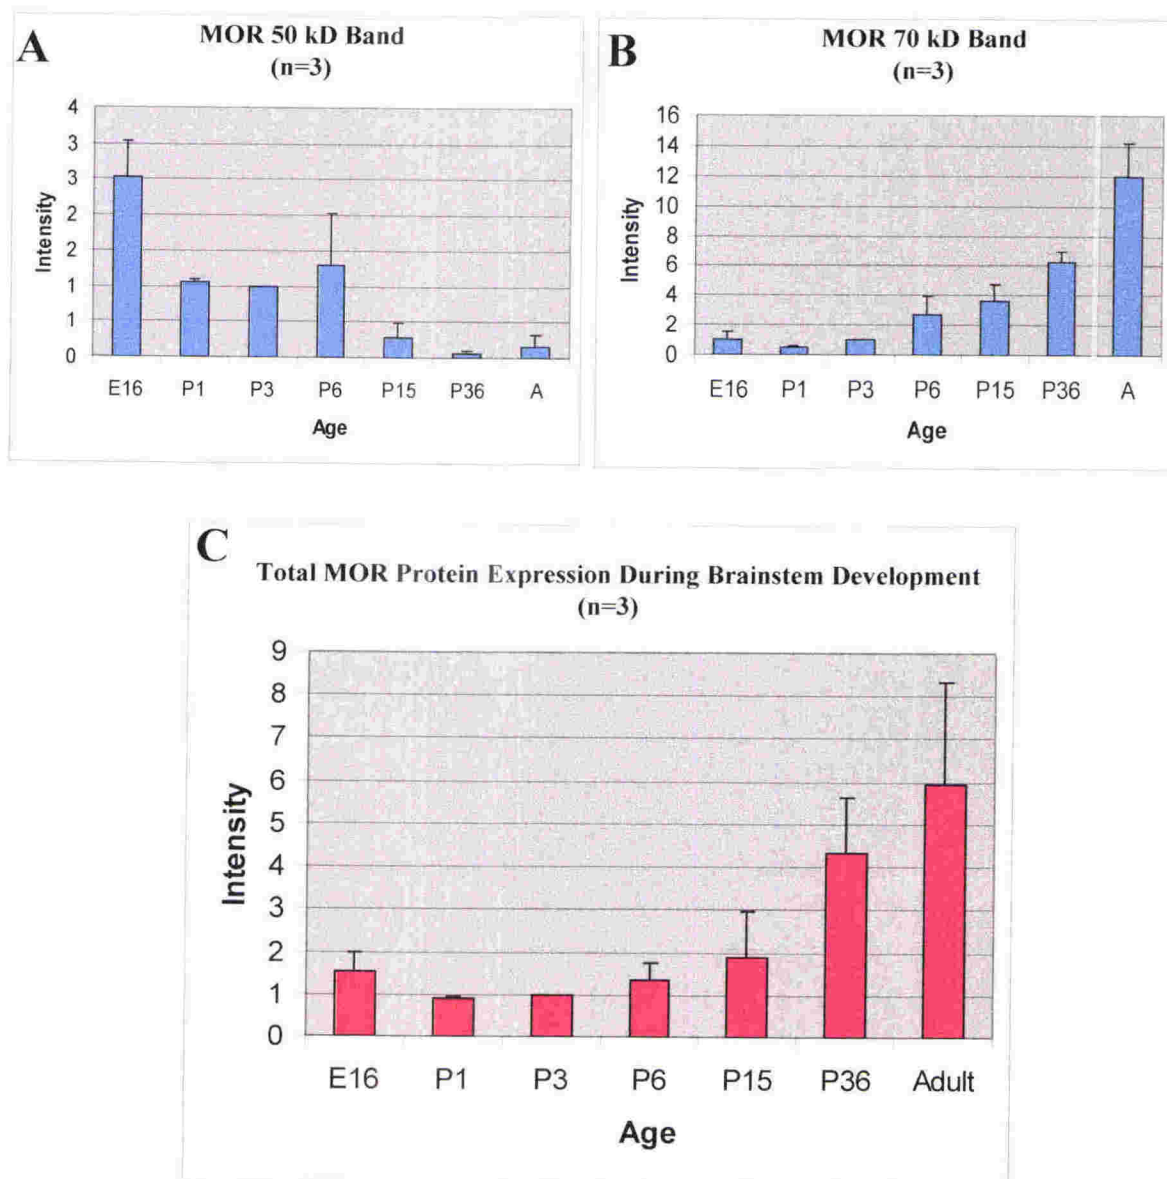 A
MOR 50 kD Band
(n=3)
4
3
3
2
2
1
1
0
Intensity
E16 P1 P3 P6 P15 P36 A
Age
B
MOR 70 kD Band
(n=3)
16
14
12
10
8
6
4
2
0
Intensity
E16 P1 P3 P6 P15 P36 A
Age
C
Total MOR Protein Expression During Brainstem Development
(n=3)
9
8
7
6
5
4
3
2
1
0
Intensity
E16 P1 P3 P6 P15 P36 Adult
Age